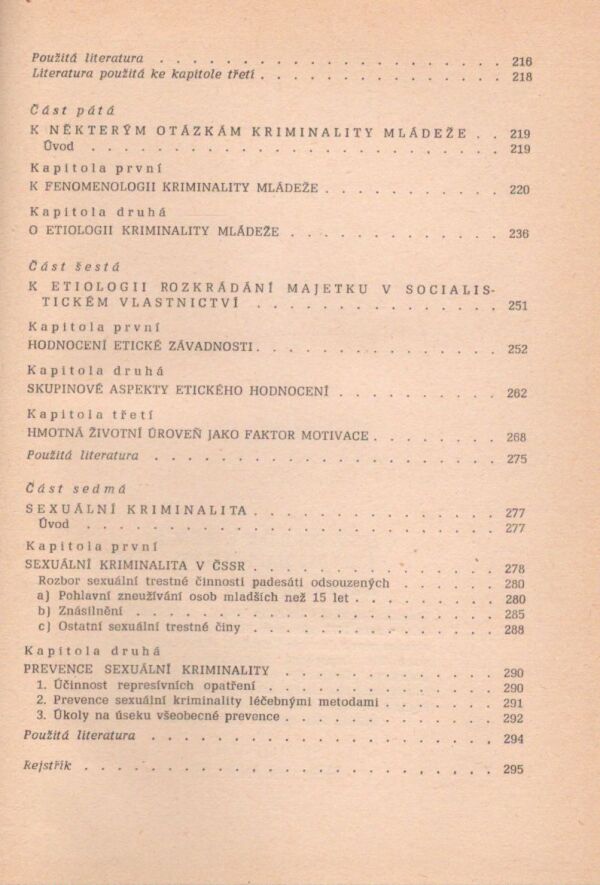 Použitá literatura . . . . . . . . . . . . . . . . . . 216
Literatura použitá ke kapitole třetí . . . . . . . . . . . . 218
Část pátá
K NĚKTERÝM OTÁZKÁM KRIMINALITY MLÁDEŽE . . 219
Úvod . . . . . . . . . . . . . . . . . . . . . 219
Kapitola první
K FENOMENOLOGII KRIMINALITY MLÁDEŽE . . . . . . . . . 220
Kapitola druhá
O ETIOLOGII KRIMINALITY MLÁDEŽE . . . . . . . . . . . 236
Část šestá
K ETIOLOGII ROZKRÁDÁNÍ MAJETKU V SOCIALIS-
TICKÉM VLASTNICTVÍ . . . . . . . . . . . . 251
Kapitola první
HODNOCENÍ ETICKÉ ZÁVADNOSTI . . . . . . . . . . . . 252
Kapitola druhá
SKUPINOVÉ ASPEKTY ETICKÉHO HODNOCENÍ . . . . . . . . 262
Kapitola třetí
HMOTNÁ ŽIVOTNÍ ÚROVEŇ JAKO FAKTOR MOTIVACE . . . . . . 268
Použitá literatura . . . . . . . . . . . . . . . . . 275
Část sedmá
SEXUÁLNÍ KRIMINALITA . . . . . . . . . . . . 277
Úvod . . . . . . . . . . . . . . . . . . . . . 277
Kapitola první
SEXUÁLNÍ KRIMINALITA V ČSSR . . . . . . . . . . . . 278
Rozbor sexuální trestné činnosti padesáti odsouzených . . . . . 280
a) Pohlavní zneužívání osob mladších než 15 let . . . . . . . 280
b) Znásilnění . . . . . . . . . . . . . . . . . . 285
c) Ostatní sexuální trestné činy . . . . . . . . . . . . 288
Kapitola druhá
PREVENCE SEXUÁLNÍ KRIMINALITY . . . . . . . . . . . 290
1. Účinnost represívních opatření . . . . . . . . . . . . 290
2. Prevence sexuální kriminality léčebnými metodami . . . . . . 291
3. Úkoly na úseku všeobecné prevence . . . . . . . . . . . 292
Použitá literatura . . . . . . . . . . . . . . . . . 294
Rejstřík . . . . . . . . . . . . . . . . . . . . 295